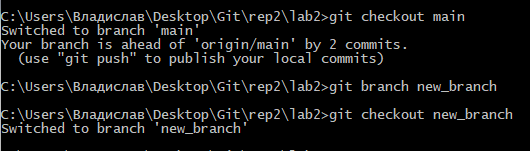 C:\Users\Владислав\Desktop\Git\rep2\lab2>git checkout main
Switched to branch 'main'
Your branch is ahead of 'origin/main' by 2 commits.
  (use "git push" to publish your local commits)
C:\Users\Владислав\Desktop\Git\rep2\lab2>git branch new_branch
C:\Users\Владислав\Desktop\Git\rep2\lab2>git checkout new_branch
Switched to branch 'new_branch'